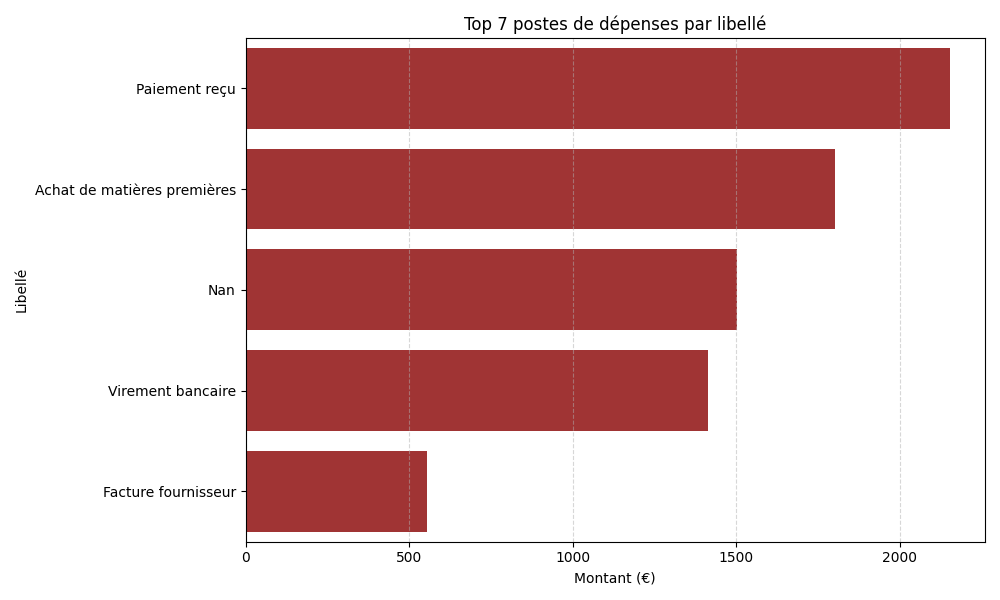 Top 7 postes de dépenses par libellé
Paiement reçu
Achat de matières premières
Nan
Virement bancaire
Facture fournisseur
Libellé
0 500 1000 1500 2000
Montant (€)